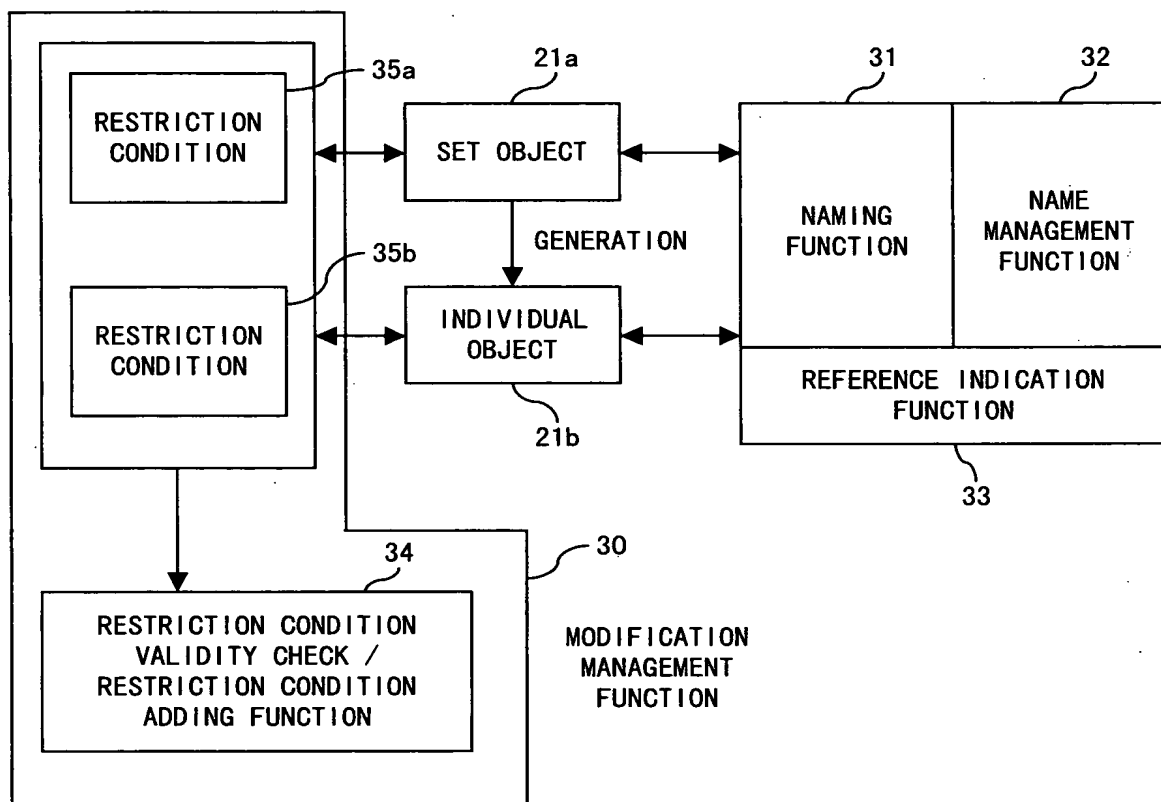 35a
RESTRICTION
CONDITION
21a
SET OBJECT
31
32
NAMING
FUNCTION
NAME
MANAGEMENT
FUNCTION
GENERATION
35b
RESTRICTION
CONDITION
INDIVIDUAL
OBJECT
21b
REFERENCE INDICATION
FUNCTION
33
30
34
RESTRICTION CONDITION
VALIDITY CHECK /
RESTRICTION CONDITION
ADDING FUNCTION
MODIFICATION
MANAGEMENT
FUNCTION